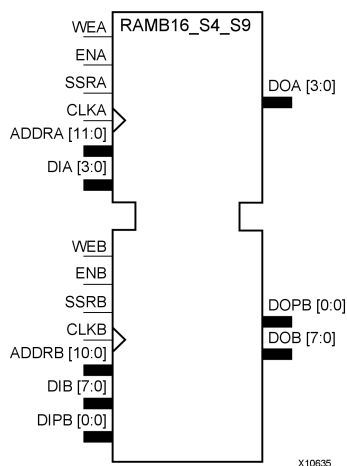 RAMB16_S4_S9
WEA
ENA
SSRA
CLKA
ADDRA [11:0]
DIA [3:0]
DOA [3:0]
WEB
ENB
SSRB
CLKB
ADDRB [10:0]
DIB [7:0]
DIPB [0:0]
DOPB [0:0]
DOB [7:0]
X10635